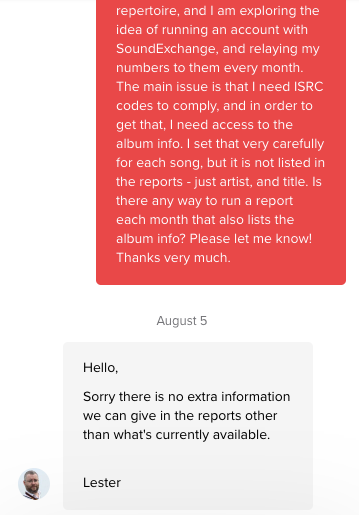 repertoire, and I am exploring the
idea of running an account with
SoundExchange, and relaying my
numbers to them every month.
The main issue is that I need ISRC
codes to comply, and in order to
get that, I need access to the
album info. I set that very carefully
for each song, but it is not listed in
the reports - just artist, and title. Is
there any way to run a report
each month that also lists the
album info? Please let me know!
Thanks very much.
August 5
Hello,
Sorry there is no extra information
we can give in the reports other
than what's currently available.
Lester